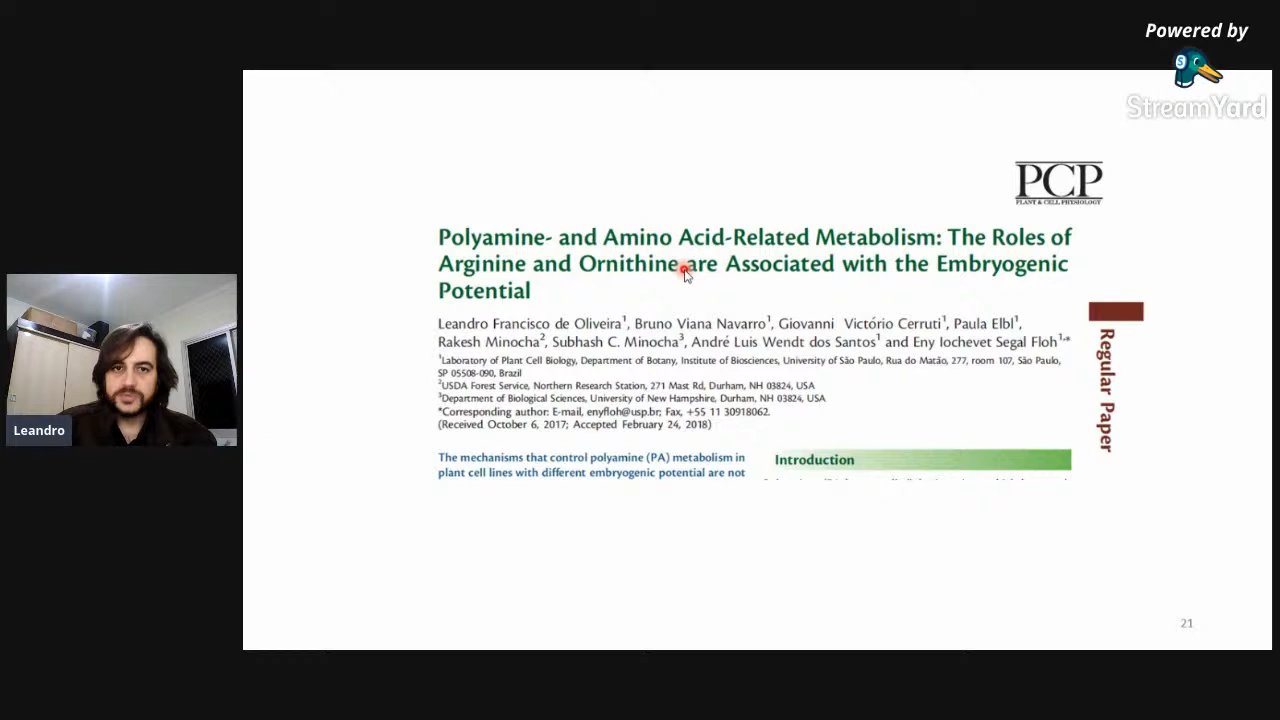 Powered by
S
StreamYard
PCP
PLANT & CELL PHYSIOLOGY
Polyamine- and Amino Acid-Related Metabolism: The Roles of
Arginine and Ornithine are Associated with the Embryogenic
Potential
Leandro Francisco de Oliveira1, Bruno Viana Navarro1, Giovanni Victório Cerruti1, Paula Elbl1,
Rakesh Minocha2, Subhash C. Minocha3, André Luis Wendt dos Santos1 and Eny Iochevet Segal Floh1,*
1Laboratory of Plant Cell Biology, Department of Botany, Institute of Biosciences, University of São Paulo, Rua do Matão, 277, room 107, São Paulo,
SP 05508-090, Brazil
2USDA Forest Service, Northern Research Station, 271 Mast Rd, Durham, NH 03824, USA
3Department of Biological Sciences, University of New Hampshire, Durham, NH 03824, USA
*Corresponding author: E-mail, enyfloh@usp.br; Fax, +55 11 30918062.
(Received October 6, 2017; Accepted February 24, 2018)
Regular Paper
The mechanisms that control polyamine (PA) metabolism in
plant cell lines with different embryogenic potential are not
Introduction
Leandro
21